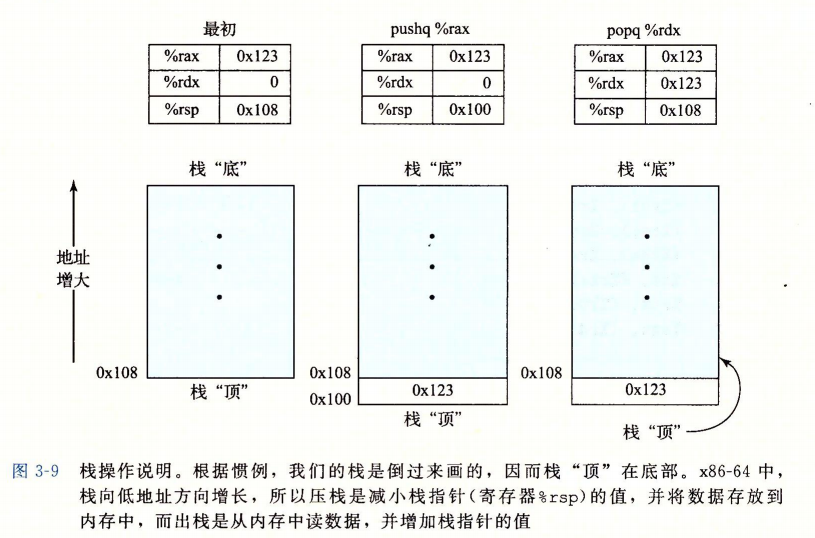 最初
%rax 0x123
%rdx 0
%rsp 0x108
pushq %rax
%rax 0x123
%rdx 0
%rsp 0x100
popq %rdx
%rax 0x123
%rdx 0x123
%rsp 0x108
地址
增大
栈“底”
0x108
栈“顶”
栈“底”
0x108
0x100
0x123
栈“顶”
栈“底”
0x108
0x123
栈“顶”
图 3-9 栈操作说明。根据惯例，我们的栈是倒过来画的，因而栈“顶”在底部。x86-64 中，
栈向低地址方向增长，所以压栈是减小栈指针(寄存器%rsp)的值，并将数据存放到
内存中，而出栈是从内存中读数据，并增加栈指针的值